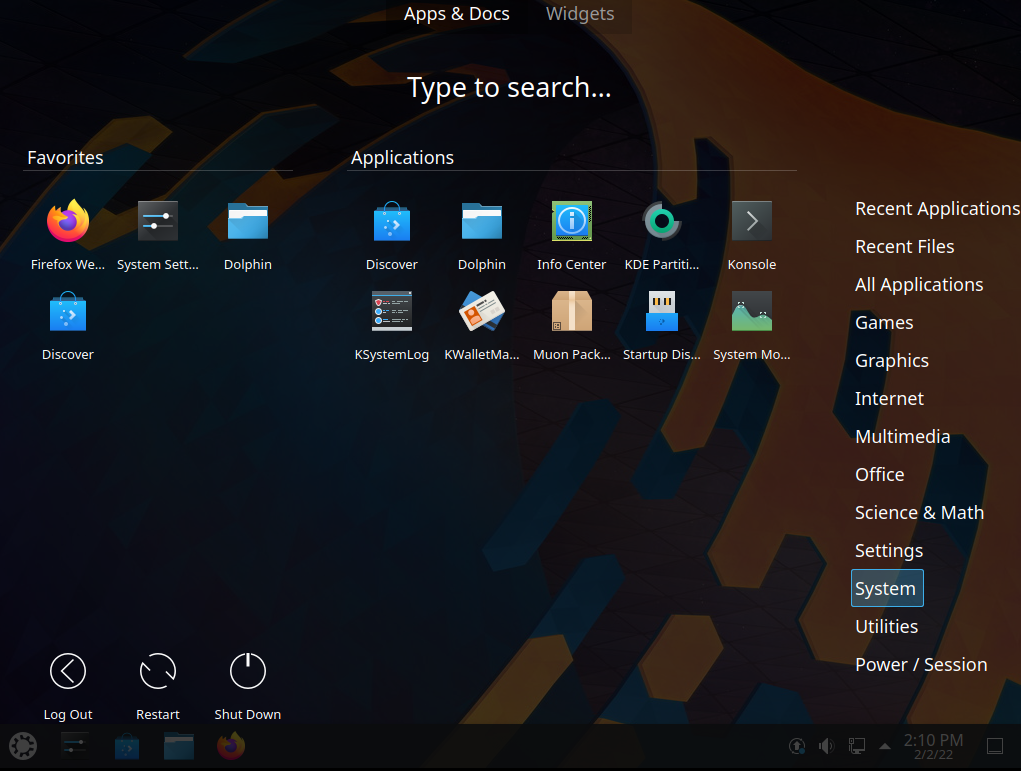 Apps & Docs Widgets
Type to search...
Favorites
Applications
Firefox We... System Sett... Dolphin
Discover
Discover Dolphin Info Center KDE Partiti... Konsole
KSystemLog KWalletMa... Muon Pack... Startup Dis... System Mo...
Recent Applications
Recent Files
All Applications
Games
Graphics
Internet
Multimedia
Office
Science & Math
Settings
System
Utilities
Power / Session
Log Out Restart Shut Down
2:10 PM
2/2/22